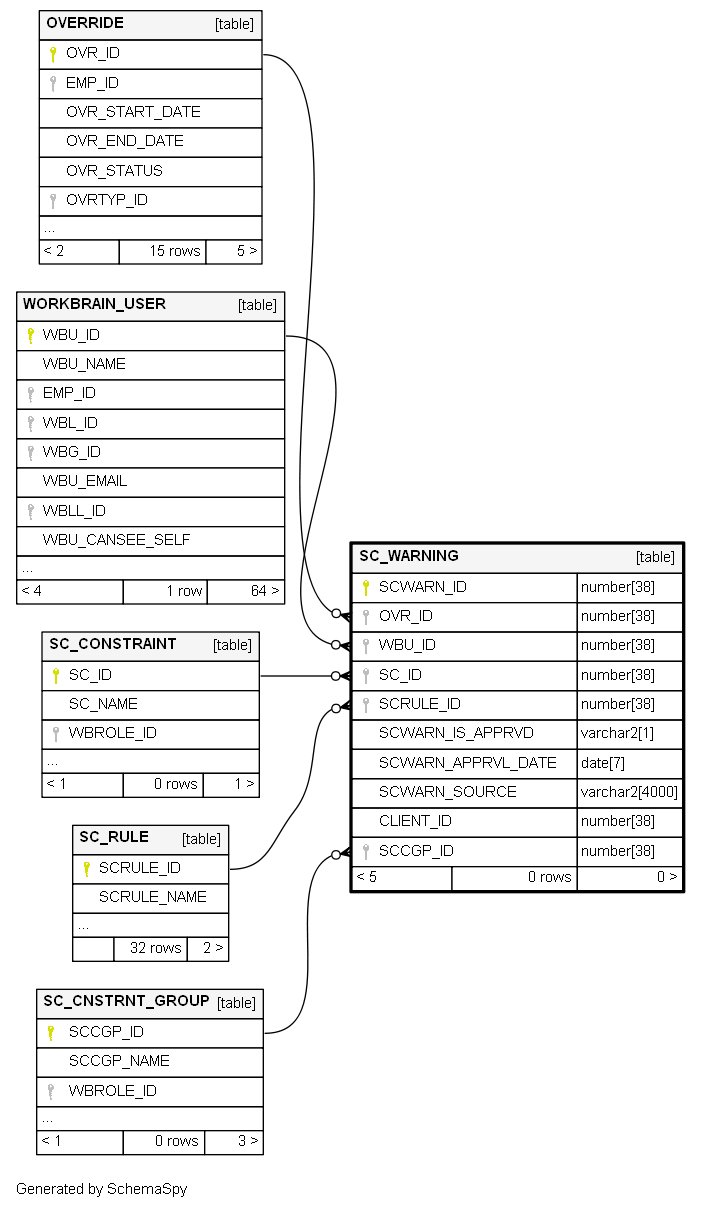 OVERRIDE [table]
OVR_ID
EMP_ID
OVR_START_DATE
OVR_END_DATE
OVR_STATUS
OVRTYP_ID
...
< 2 15 rows 5 >
WORKBRAIN_USER [table]
WBU_ID
WBU_NAME
EMP_ID
WBL_ID
WBG_ID
WBU_EMAIL
WBLL_ID
WBU_CANSEE_SELF
...
< 4 1 row 64 >
SC_CONSTRAINT [table]
SC_ID
SC_NAME
WBROLE_ID
...
< 1 0 rows 1 >
SC_RULE [table]
SCRULE_ID
SCRULE_NAME
...
32 rows 2 >
SC_CNSTRNT_GROUP [table]
SCCGP_ID
SCCGP_NAME
WBROLE_ID
...
< 1 0 rows 3 >
SC_WARNING [table]
SCWARN_ID number[38]
OVR_ID number[38]
WBU_ID number[38]
SC_ID number[38]
SCRULE_ID number[38]
SCWARN_IS_APPRVD varchar2[1]
SCWARN_APPRVL_DATE date[7]
SCWARN_SOURCE varchar2[4000]
CLIENT_ID number[38]
SCCGP_ID number[38]
< 5 0 rows 0 >
Generated by SchemaSpy